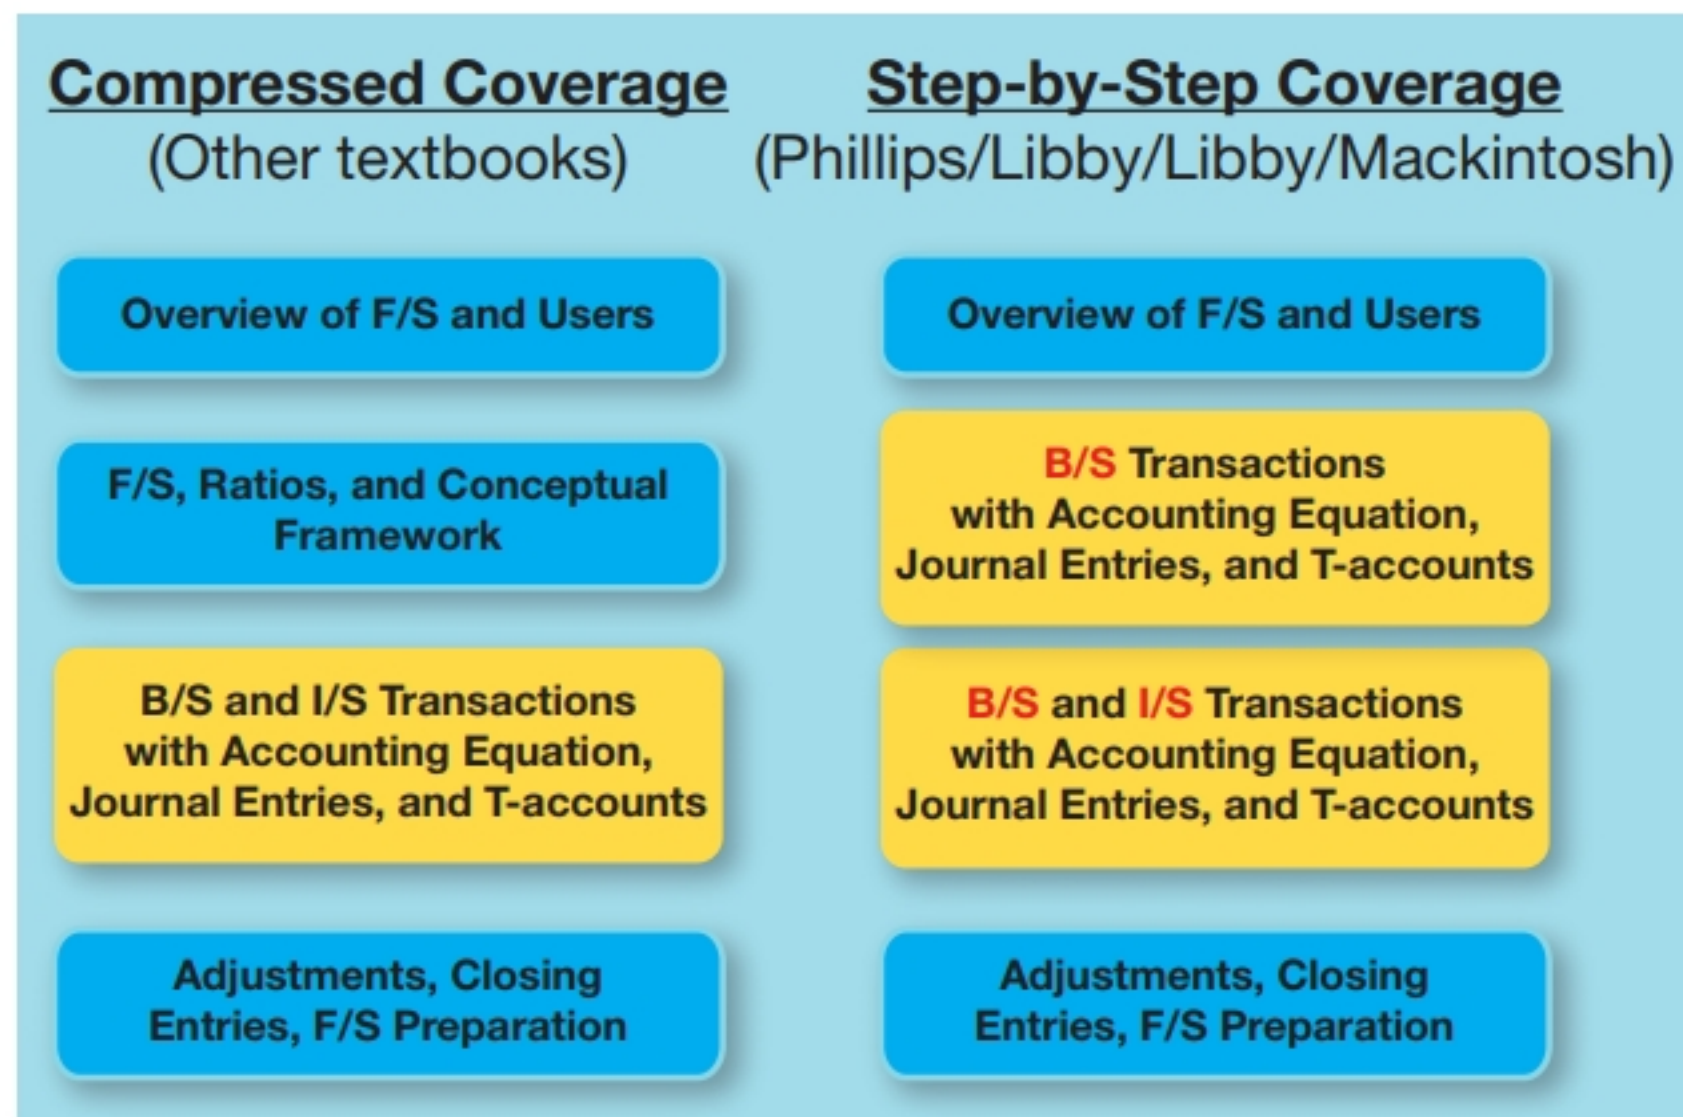 Compressed Coverage
(Other textbooks)
Overview of F/S and Users
F/S, Ratios, and Conceptual
Framework
B/S and I/S Transactions
with Accounting Equation,
Journal Entries, and T-accounts
Adjustments, Closing
Entries, F/S Preparation
Step-by-Step Coverage
(Phillips/Libby/Libby/Mackintosh)
Overview of F/S and Users
B/S Transactions
with Accounting Equation,
Journal Entries, and T-accounts
B/S and I/S Transactions
with Accounting Equation,
Journal Entries, and T-accounts
Adjustments, Closing
Entries, F/S Preparation